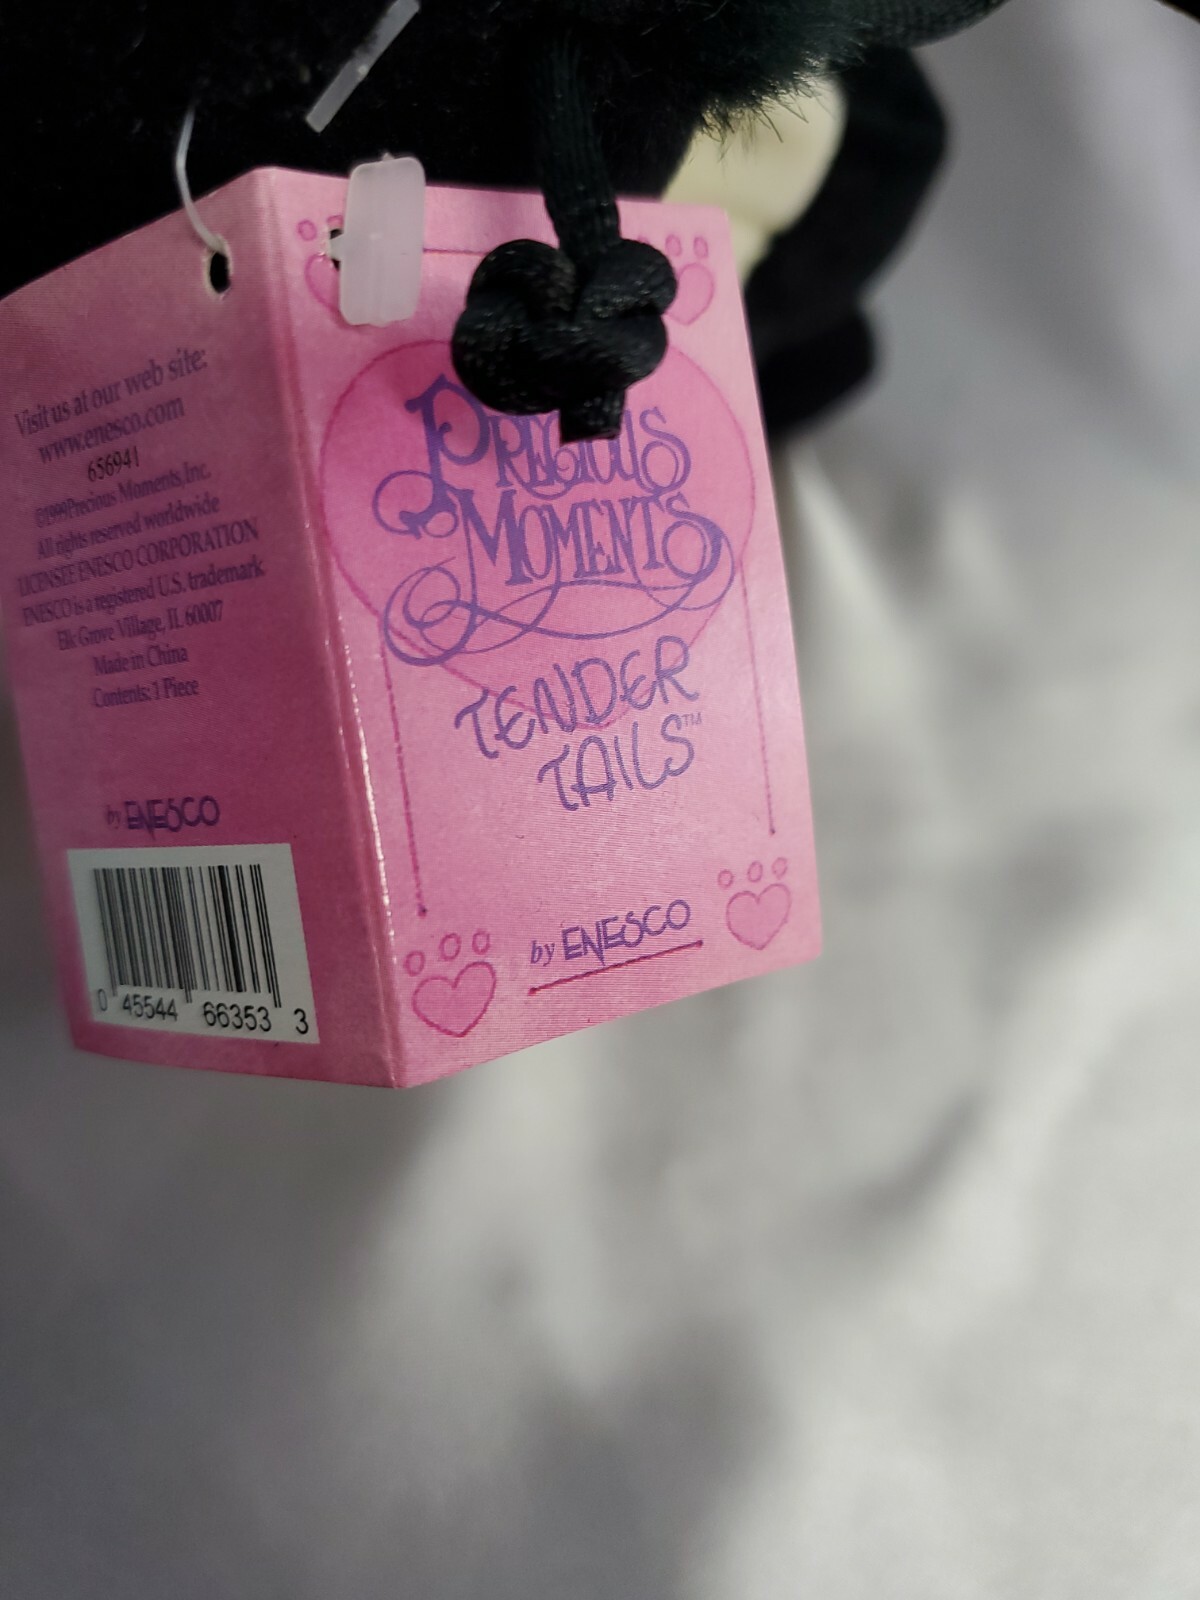 Visit us at our web site:
www.enesco.com
656941
©1999 Precious Moments, Inc.
All rights reserved worldwide
LICENSEE ENESCO CORPORATION
ENESCO is a registered U.S. trademark.
Elk Grove Village, IL 60007
Made in China
Contents: 1 Piece
by ENESCO
0 45544 66353 3
PRECIOUS
MOMENTS
TENDER
TAILS™
by ENESCO